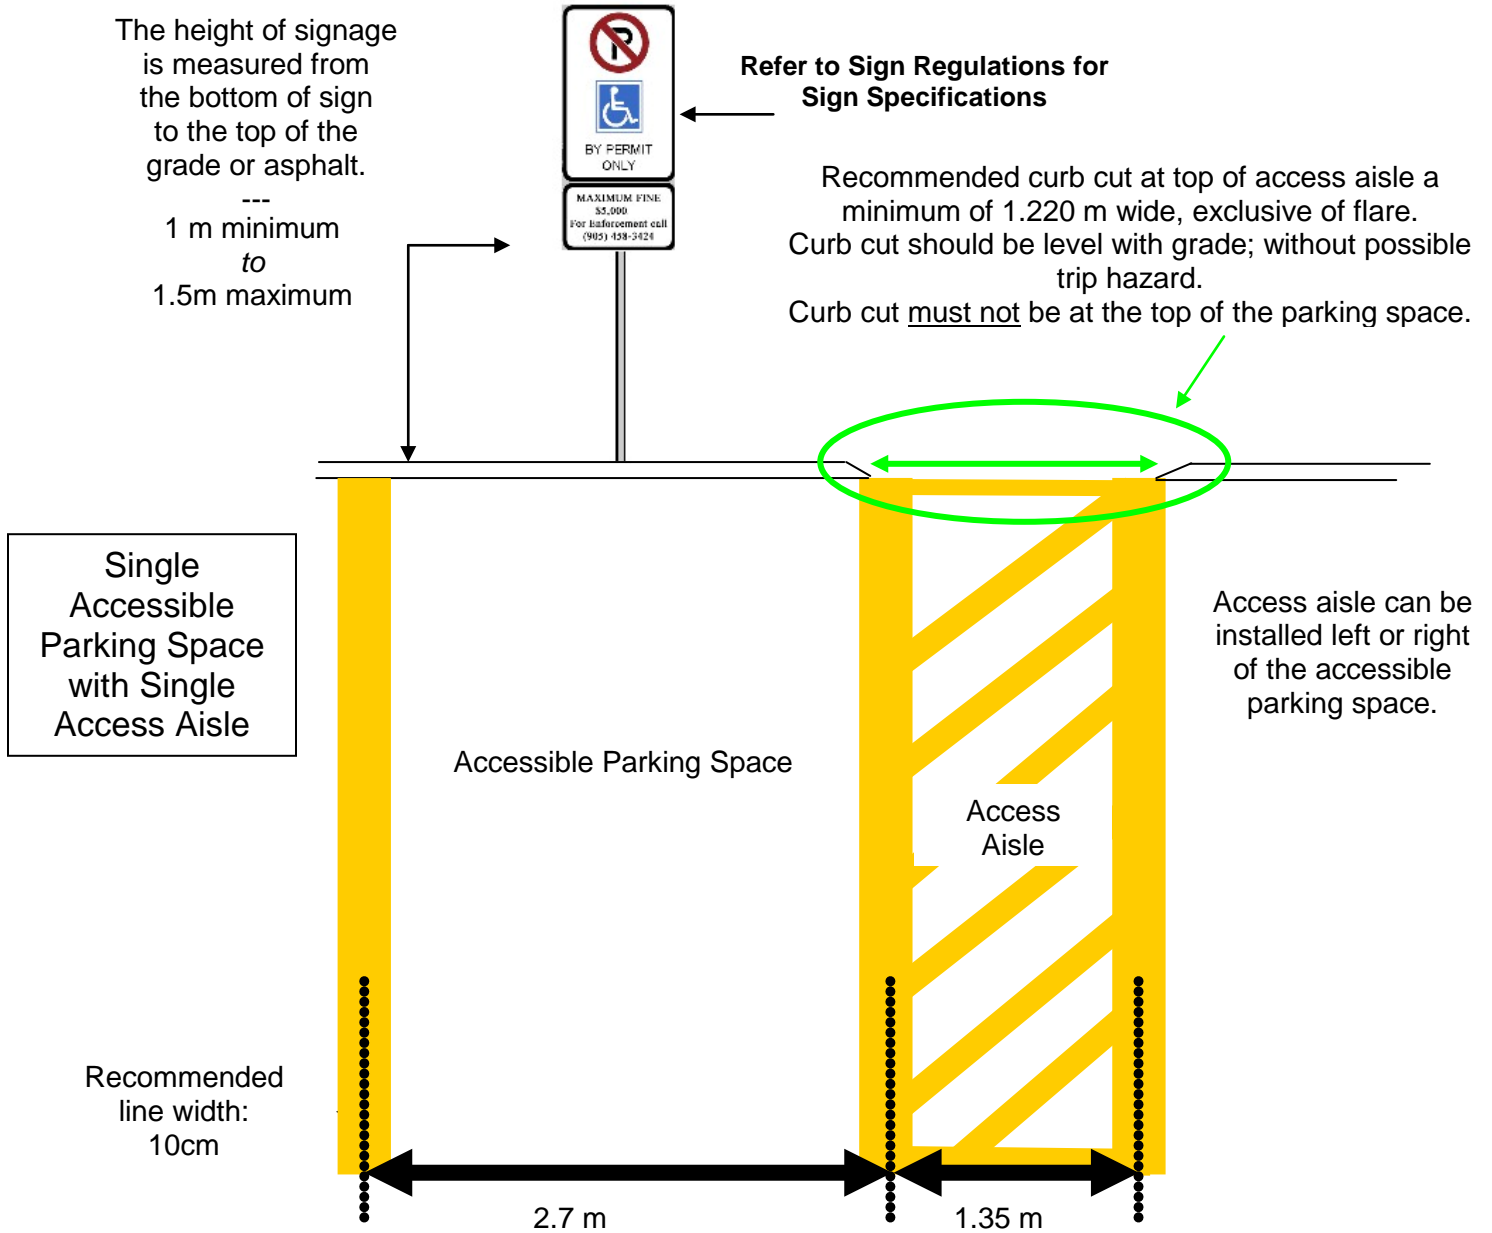 The height of signage
is measured from
the bottom of sign
to the top of the
grade or asphalt.
---
1 m minimum
to
1.5m maximum
P
BY PERMIT
ONLY
MAXIMUM FINE
$5,000
For Enforcement call
(905) 458-3424
Refer to Sign Regulations for
Sign Specifications
Recommended curb cut at top of access aisle a
minimum of 1.220 m wide, exclusive of flare.
Curb cut should be level with grade; without possible
trip hazard.
Curb cut must not be at the top of the parking space.
Single
Accessible
Parking Space
with Single
Access Aisle
Accessible Parking Space
Access
Aisle
Access aisle can be
installed left or right
of the accessible
parking space.
Recommended
line width:
10cm
2.7 m
1.35 m